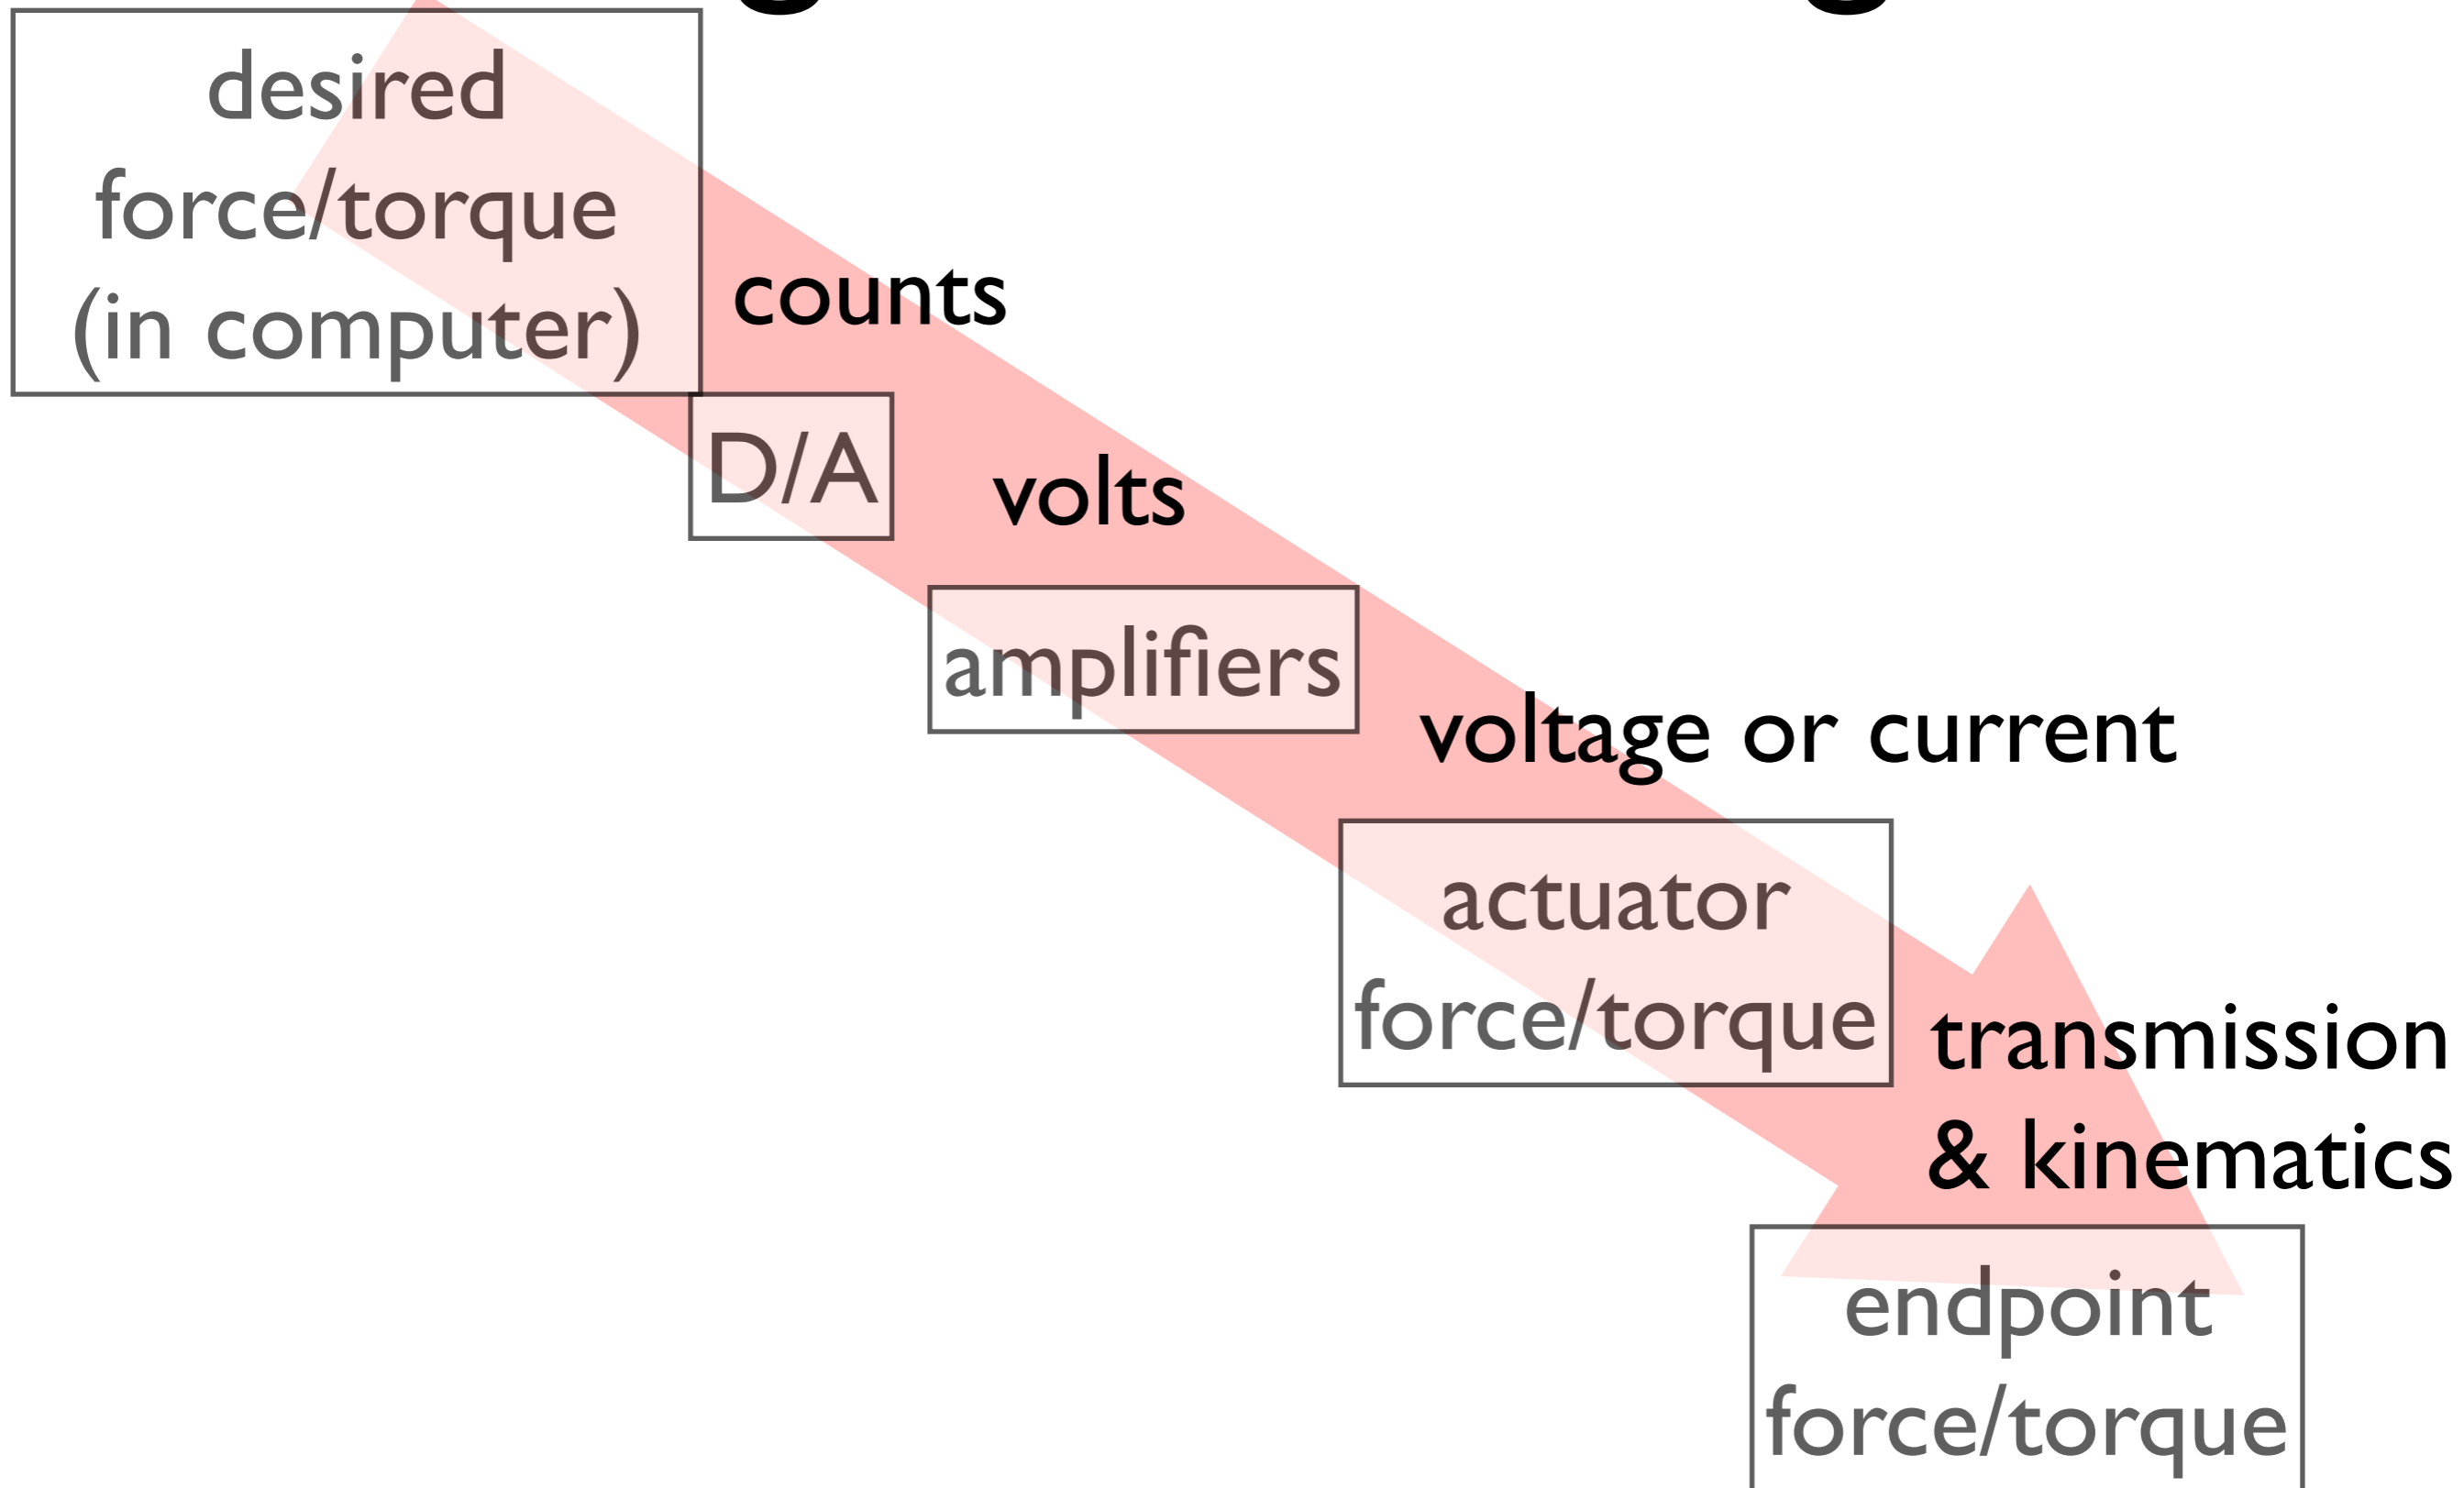 desired
force/torque
(in computer)
counts
D/A
volts
amplifiers
voltage or current
actuator
force/torque
transmission
& kinematics
endpoint
force/torque